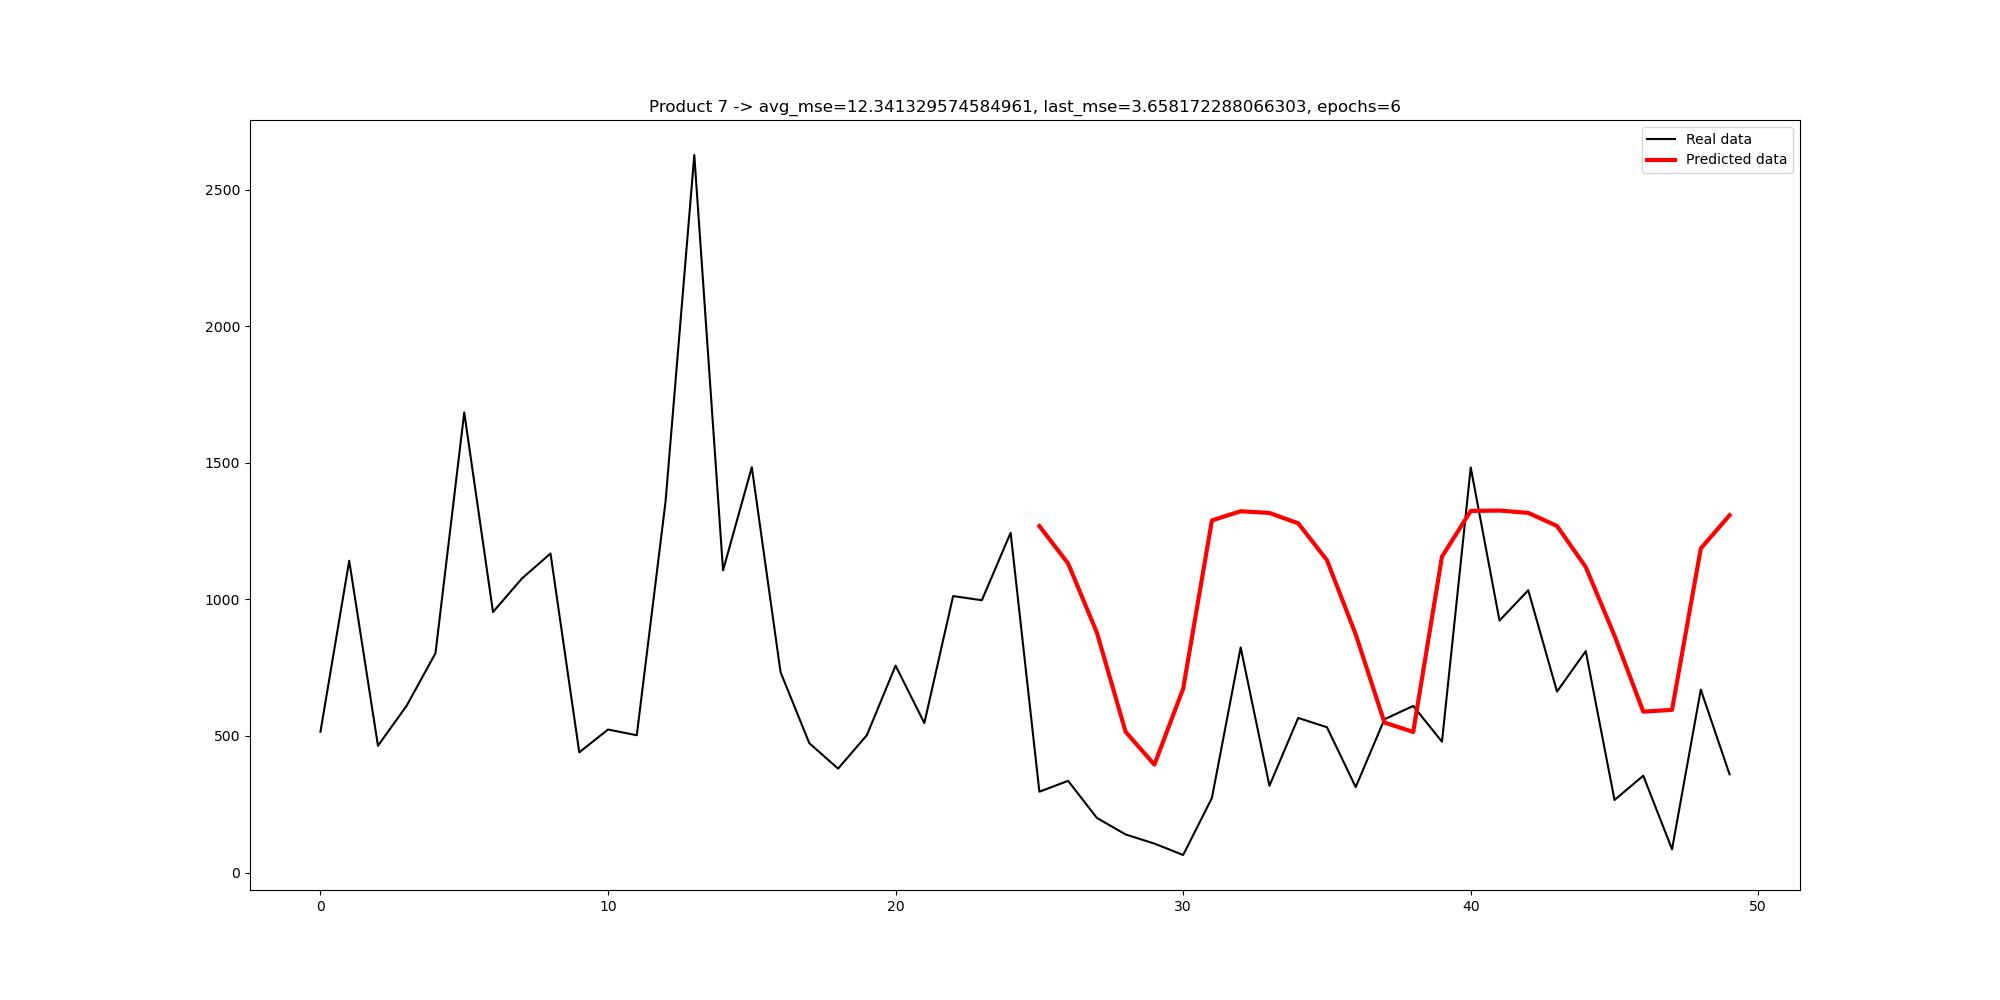 Product 7 -> avg_mse=12.341329574584961, last_mse=3.658172288066303, epochs=6
Real data
Predicted data
2500
2000
1500
1000
500
0
0 10 20 30 40 50